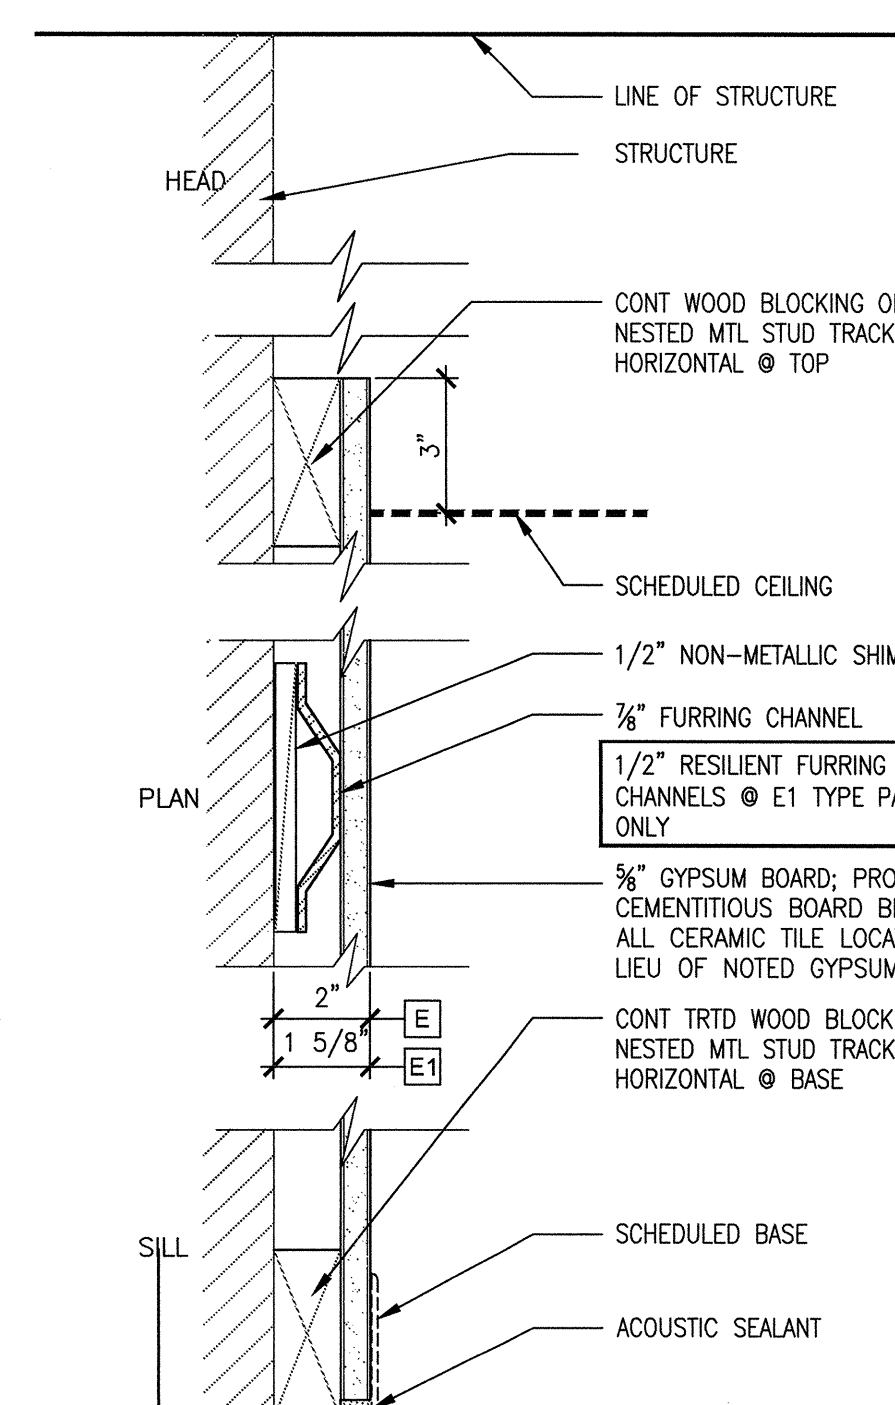 LINE OF STRUCTURE
STRUCTURE
HEAD
CONT WOOD BLOCKING
NESTED MTL STUD TRACK
HORIZONTAL @ TOP
3"
SCHEDULED CEILING
1/2" NON-METALLIC
⅞" FURRING CHANNEL
1/2" RESILIENT FURRING
CHANNELS @ E1 TYPE
ONLY
PLAN
⅝" GYPSUM BOARD;
CEMENTITIOUS BOARD
ALL CERAMIC TILE
LIEU OF NOTED GYPSUM
2" E
1 5/8" E1
CONT TRTD WOOD BLOCK
NESTED MTL STUD TRACK
HORIZONTAL @ BASE
SILL
SCHEDULED BASE
ACOUSTIC SEALANT